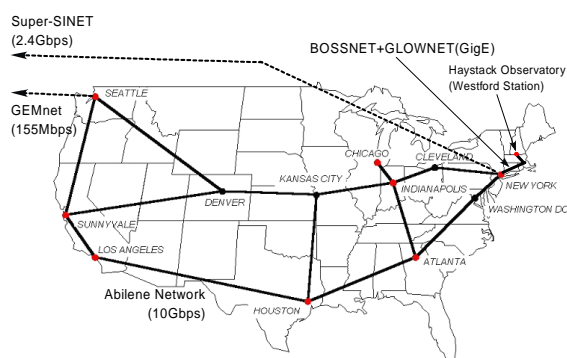 Super-SINET
(2.4Gbps)
BOSSNET+GLOWNET(GigE)
Haystack Observatory
(Westford Station)
SEATTLE
GEMnet
(155Mbps)
CHICAGO
CLEVELAND
KANSAS CITY
INDIANAPOLIS
NEW YORK
DENVER
WASHINGTON DC
SUNNYVALE
LOS ANGELES
ATLANTA
Abilene Network
(10Gbps)
HOUSTON